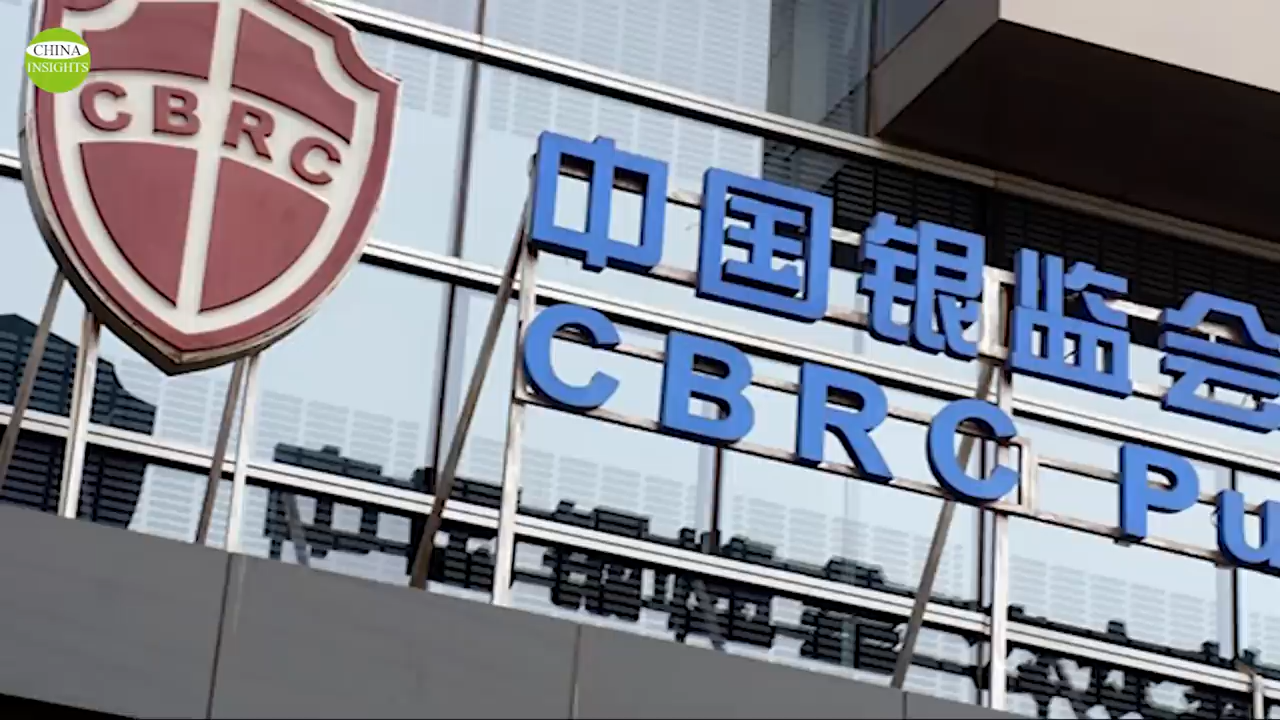 CHINA
INSIGHTS
CBRC
中国银监会
CBRC Pu